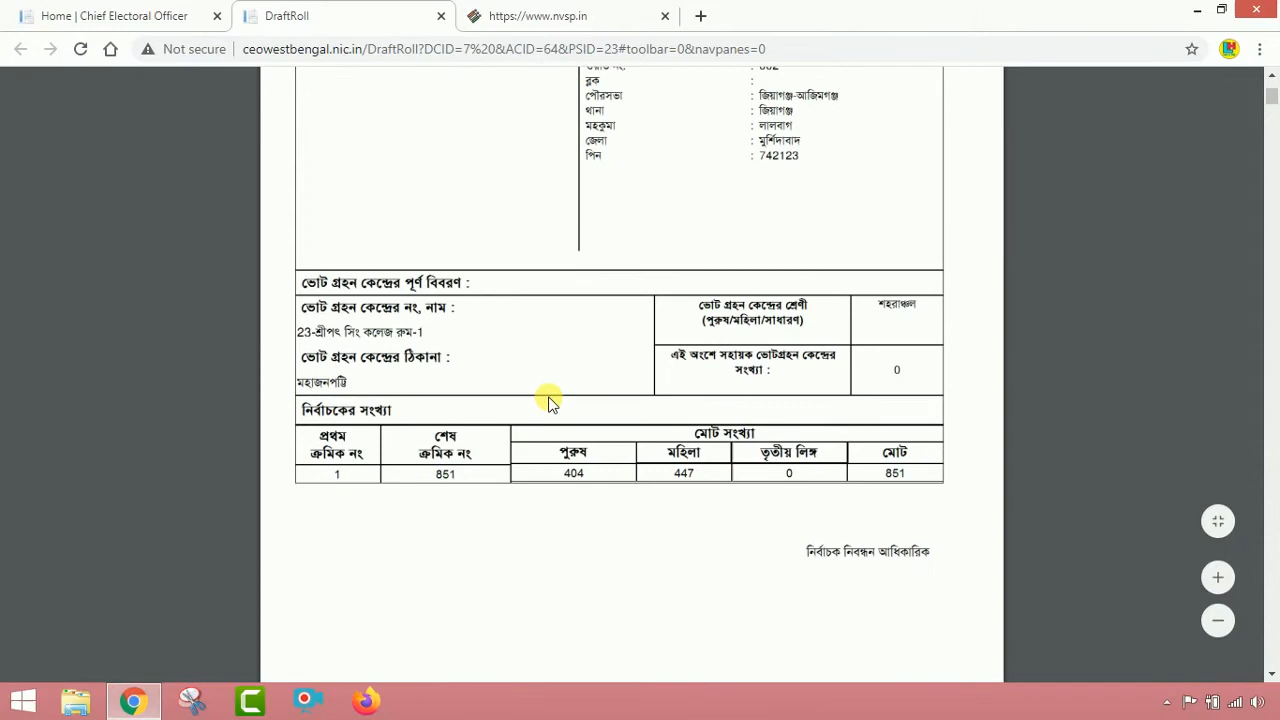 Home | Chief Electoral Officer
DraftRoll
https://www.nvsp.in
Not secure
ceowestbengal.nic.in/DraftRoll?DCID=7%20&ACID=64&PSID=23#toolbar=0&navpanes=0
ব্লক :
পৌরসভা : জিয়াগঞ্জ-আজিমগঞ্জ
থানা : জিয়াগঞ্জ
মহকুমা : লালবাগ
জেলা : মুর্শিদাবাদ
পিন : 742123
ভোট গ্রহন কেন্দ্রের পূর্ণ বিবরণ :
ভোট গ্রহন কেন্দ্রের নং, নাম :
23-শ্রীপৎ সিং কলেজ রুম-1
ভোট গ্রহন কেন্দ্রের ঠিকানা :
মহাজনপট্টি
ভোট গ্রহন কেন্দ্রের শ্রেণী
(পুরুষ/মহিলা/সাধারণ)
শহরাঞ্চল
এই অংশে সহায়ক ভোটগ্রহন কেন্দ্রের
সংখ্যা :
0
নির্বাচকের সংখ্যা
প্রথম
ক্রমিক নং
শেষ
ক্রমিক নং
মোট সংখ্যা
পুরুষ মহিলা তৃতীয় লিঙ্গ মোট
1 851 404 447 0 851
নির্বাচক নিবন্ধন আধিকারিক